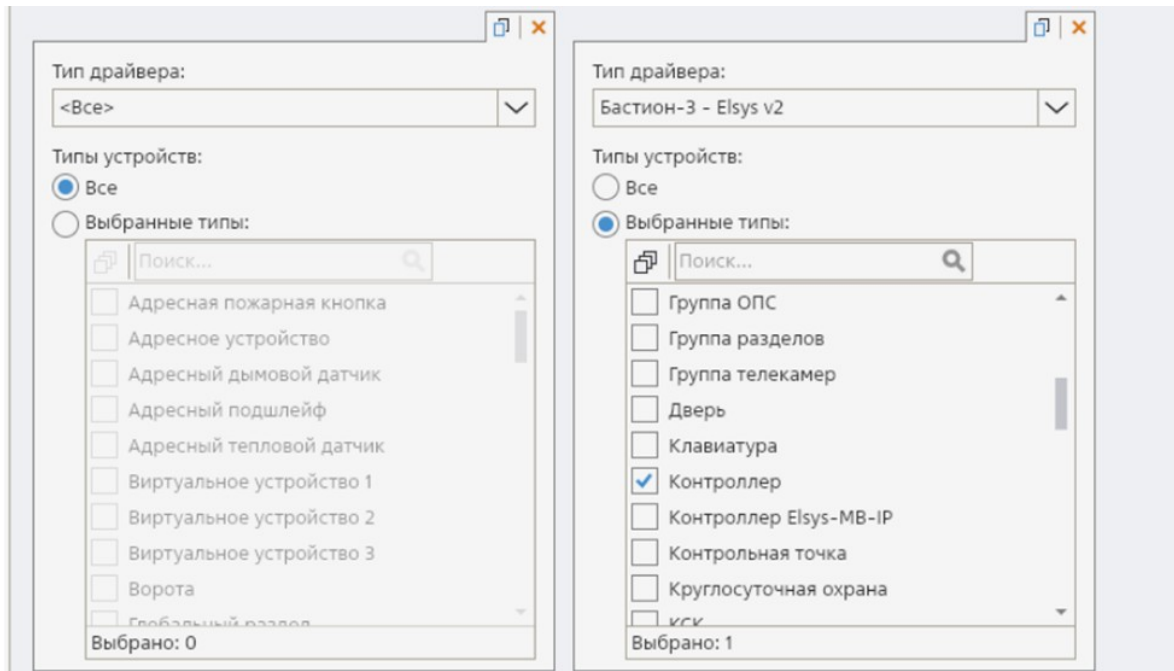 Тип драйвера:
<Все>
Типы устройств:
Все
Выбранные типы:
Поиск...
Адресная пожарная кнопка
Адресное устройство
Адресный дымовой датчик
Адресный подшлейф
Адресный тепловой датчик
Виртуальное устройство 1
Виртуальное устройство 2
Виртуальное устройство 3
Ворота
Глобальный раздел
Выбрано: 0
Тип драйвера:
Бастион-3 - Elsys v2
Типы устройств:
Все
Выбранные типы:
Поиск...
Группа ОПС
Группа разделов
Группа телекамер
Дверь
Клавиатура
Контроллер
Контроллер Elsys-MB-IP
Контрольная точка
Круглосуточная охрана
КСК
Выбрано: 1